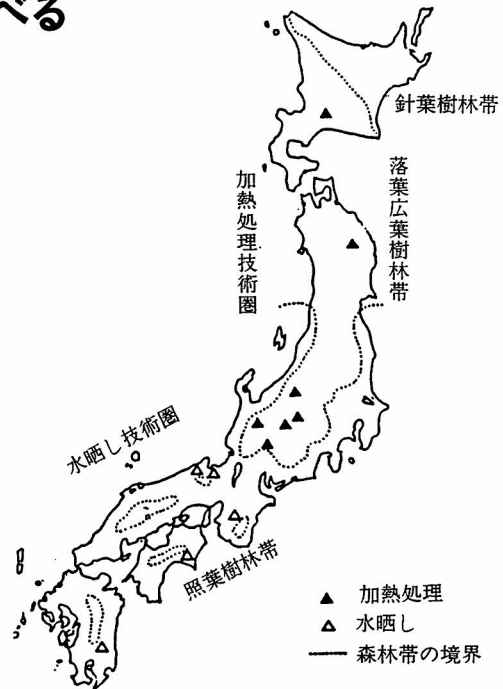 べる
針葉樹林帯
落葉広葉樹林帯
加熱処理技術圏
水晒し技術圏
照葉樹林帯
▲ 加熱処理
△ 水晒し
森林帯の境界